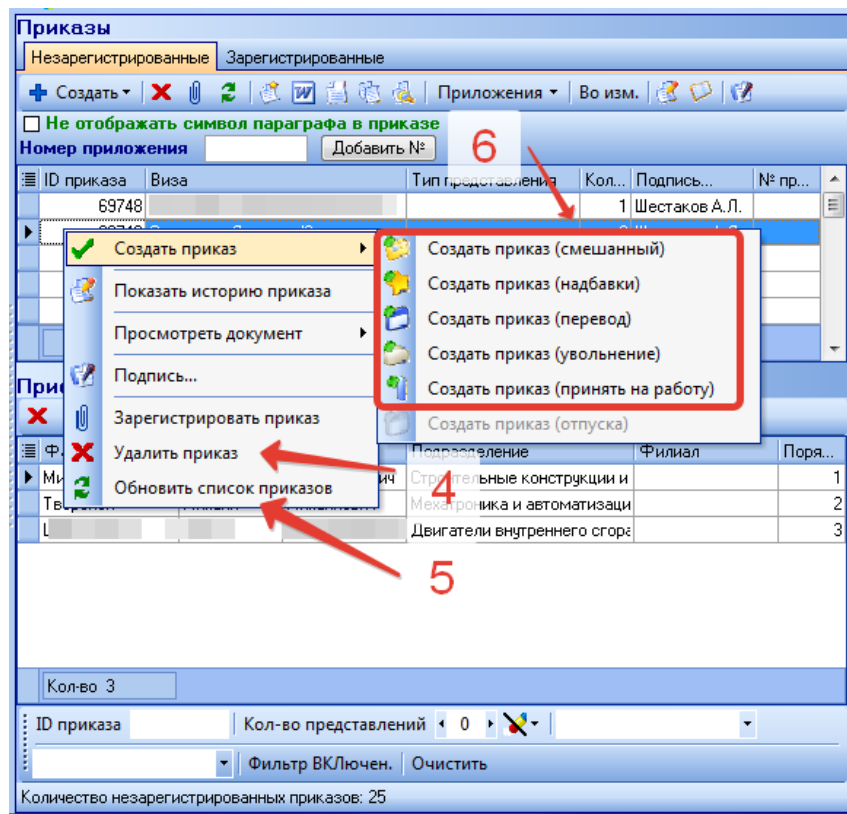 Приказы
Незарегистрированные Зарегистрированные
Создать Приложения Во изм.
Не отображать символ параграфа в приказе
Номер приложения Добавить №
6
ID приказа Виза Тип представления Кол... Подпись... № пр...
69748 1 Шестаков А.Л.
Создать приказ Создать приказ (смешанный)
Создать приказ (надбавки)
Показать историю приказа
Создать приказ (перевод)
Просмотреть документ
Создать приказ (увольнение)
Подпись...
Создать приказ (принять на работу)
Зарегистрировать приказ
Создать приказ (отпуска)
Удалить приказ
Подразделение Филиал Поря...
Ми ич Строительные конструкции и 1
4
Обновить список приказов
Мехатроника и автоматизаци 2
Двигатели внутреннего сгора 3
5
Кол-во 3
ID приказа Кол-во представлений 0
Фильтр ВКЛючен. Очистить
Количество незарегистрированных приказов: 25